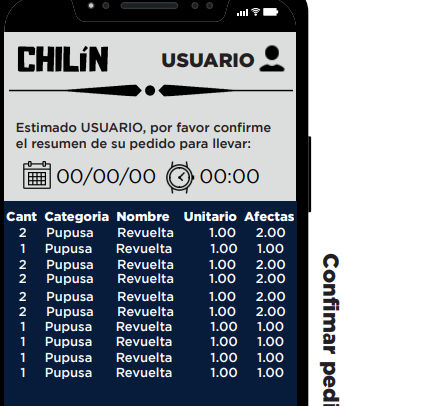 CHILíN
USUARIO
Estimado USUARIO, por favor confirme
el resumen de su pedido para llevar:
00/00/00 00:00
Cant Categoria Nombre Unitario Afectas
2 Pupusa Revuelta 1.00 2.00
1 Pupusa Revuelta 1.00 1.00
2 Pupusa Revuelta 1.00 2.00
2 Pupusa Revuelta 1.00 2.00
2 Pupusa Revuelta 1.00 2.00
2 Pupusa Revuelta 1.00 2.00
1 Pupusa Revuelta 1.00 1.00
1 Pupusa Revuelta 1.00 1.00
1 Pupusa Revuelta 1.00 1.00
1 Pupusa Revuelta 1.00 1.00
Confimar pedi